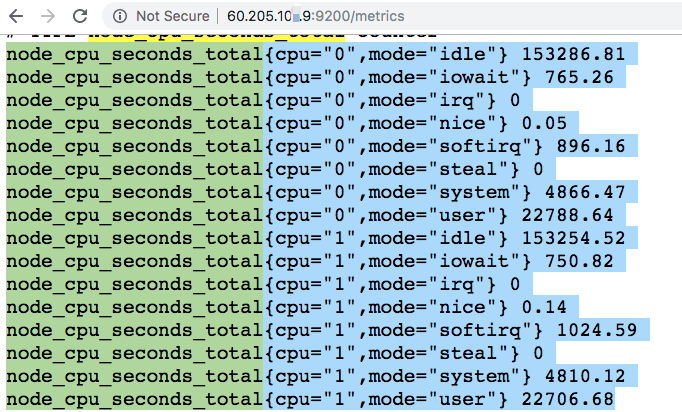 Not Secure 60.205.10 .9:9200/metrics
# TYPE node_cpu_seconds_total counter
node_cpu_seconds_total{cpu="0",mode="idle"} 153286.81
node_cpu_seconds_total{cpu="0",mode="iowait"} 765.26
node_cpu_seconds_total{cpu="0",mode="irq"} 0
node_cpu_seconds_total{cpu="0",mode="nice"} 0.05
node_cpu_seconds_total{cpu="0",mode="softirq"} 896.16
node_cpu_seconds_total{cpu="0",mode="steal"} 0
node_cpu_seconds_total{cpu="0",mode="system"} 4866.47
node_cpu_seconds_total{cpu="0",mode="user"} 22788.64
node_cpu_seconds_total{cpu="1",mode="idle"} 153254.52
node_cpu_seconds_total{cpu="1",mode="iowait"} 750.82
node_cpu_seconds_total{cpu="1",mode="irq"} 0
node_cpu_seconds_total{cpu="1",mode="nice"} 0.14
node_cpu_seconds_total{cpu="1",mode="softirq"} 1024.59
node_cpu_seconds_total{cpu="1",mode="steal"} 0
node_cpu_seconds_total{cpu="1",mode="system"} 4810.12
node_cpu_seconds_total{cpu="1",mode="user"} 22706.68